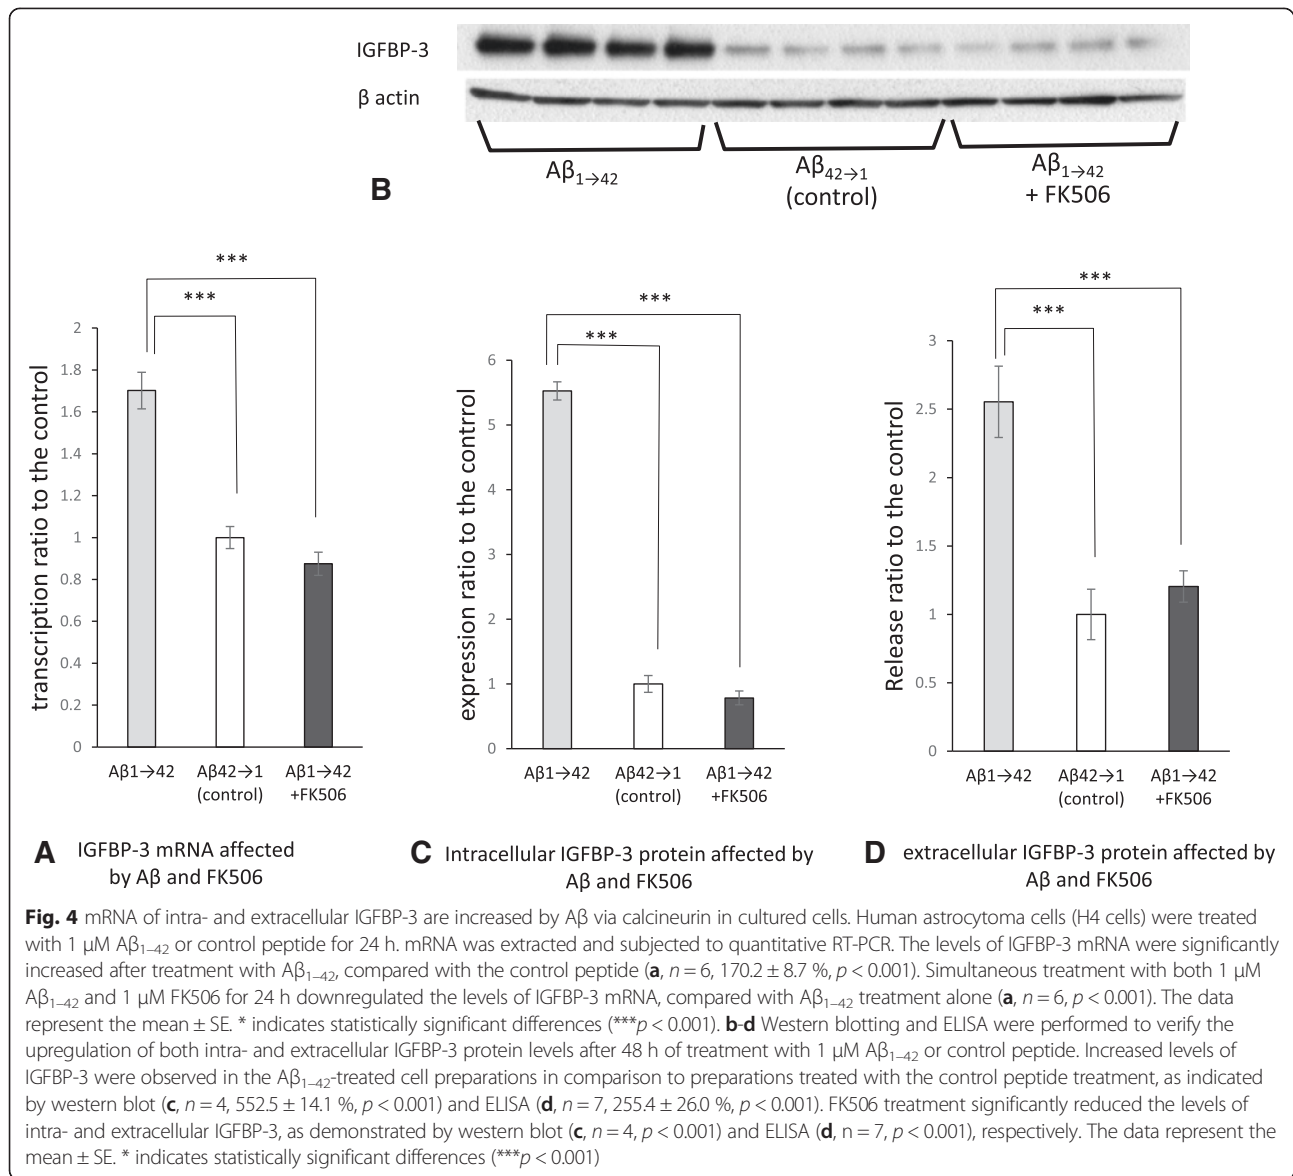 IGFBP-3
β actin
Aβ1→42
Aβ42→1
(control)
Aβ1→42
+ FK506
B
***
***
2
1.8
1.6
1.4
1.2
1
0.8
0.6
0.4
0.2
0
transcription ratio to the control
Aβ1→42
Aβ42→1
(control)
Aβ1→42
+FK506
A IGFBP-3 mRNA affected
by Aβ and FK506
***
***
6
5
4
3
2
1
0
expression ratio to the contrrol
Aβ1→42
Aβ42→1
(control)
Aβ1→42
+FK506
C Intracellular IGFBP-3 protein affected by
Aβ and FK506
***
***
3
2.5
2
1.5
1
0.5
0
Release ratio to the control
Aβ1→42
Aβ42→1
(control)
Aβ1→42
+FK506
D extracellular IGFBP-3 protein affected by
Aβ and FK506
Fig. 4 mRNA of intra- and extracellular IGFBP-3 are increased by Aβ via calcineurin in cultured cells. Human astrocytoma cells (H4 cells) were treated
with 1 μM Aβ1–42 or control peptide for 24 h. mRNA was extracted and subjected to quantitative RT-PCR. The levels of IGFBP-3 mRNA were significantly
increased after treatment with Aβ1–42, compared with the control peptide (a, n = 6, 170.2 ± 8.7 %, p < 0.001). Simultaneous treatment with both 1 μM
Aβ1–42 and 1 μM FK506 for 24 h downregulated the levels of IGFBP-3 mRNA, compared with Aβ1–42 treatment alone (a, n = 6, p < 0.001). The data
represent the mean ± SE. * indicates statistically significant differences (***p < 0.001). b-d Western blotting and ELISA were performed to verify the
upregulation of both intra- and extracellular IGFBP-3 protein levels after 48 h of treatment with 1 μM Aβ1–42 or control peptide. Increased levels of
IGFBP-3 were observed in the Aβ1–42-treated cell preparations in comparison to preparations treated with the control peptide treatment, as indicated
by western blot (c, n = 4, 552.5 ± 14.1 %, p < 0.001) and ELISA (d, n = 7, 255.4 ± 26.0 %, p < 0.001). FK506 treatment significantly reduced the levels of
intra- and extracellular IGFBP-3, as demonstrated by western blot (c, n = 4, p < 0.001) and ELISA (d, n = 7, p < 0.001), respectively. The data represent the
mean ± SE. * indicates statistically significant differences (***p < 0.001)